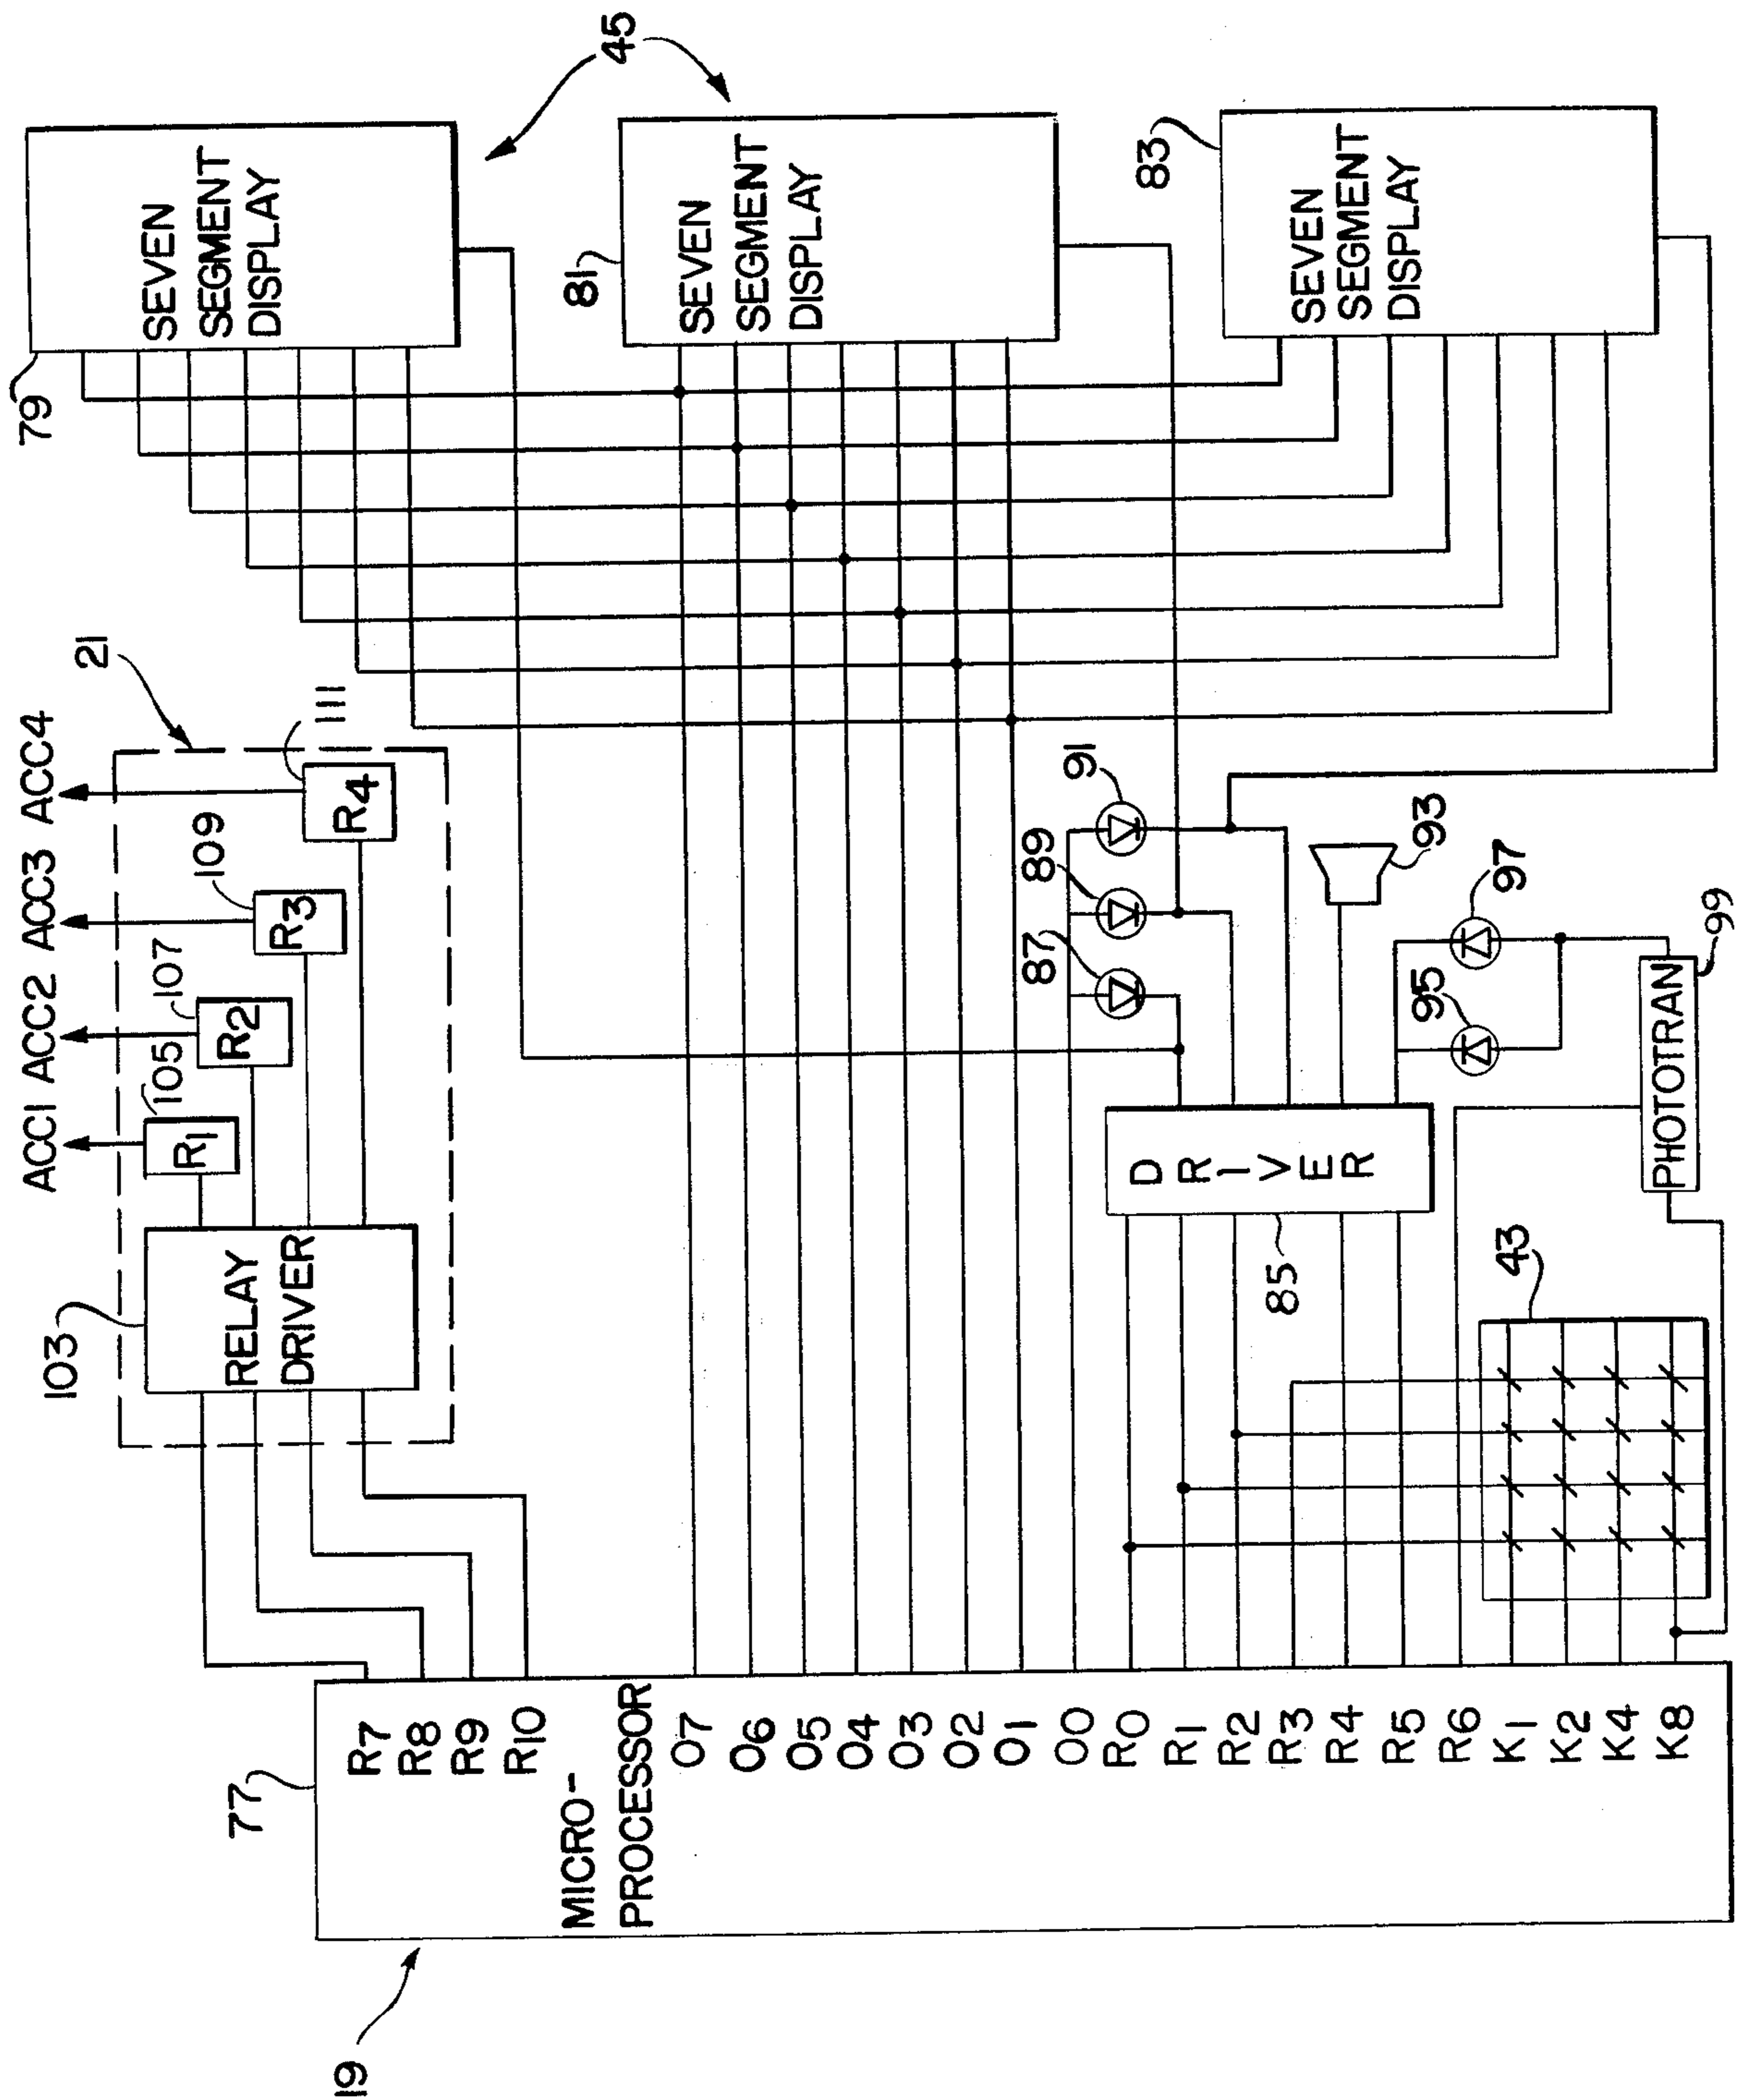 19
77
MICRO-
PROCESSOR
R7
R8
R9
R10
O7
O6
O5
O4
O3
O2
O1
O0
R0
R1
R2
R3
R4
R5
R6
K1
K2
K4
K8
103
RELAY
DRIVER
21
R1
R2
R3
R4
105
107
109
111
ACC1 ACC2 ACC3 ACC4
43
85
DRIVER
87
89
91
93
95
97
PHOTOTRAN
99
45
79
SEVEN
SEGMENT
DISPLAY
81
SEVEN
SEGMENT
DISPLAY
83
SEVEN
SEGMENT
DISPLAY